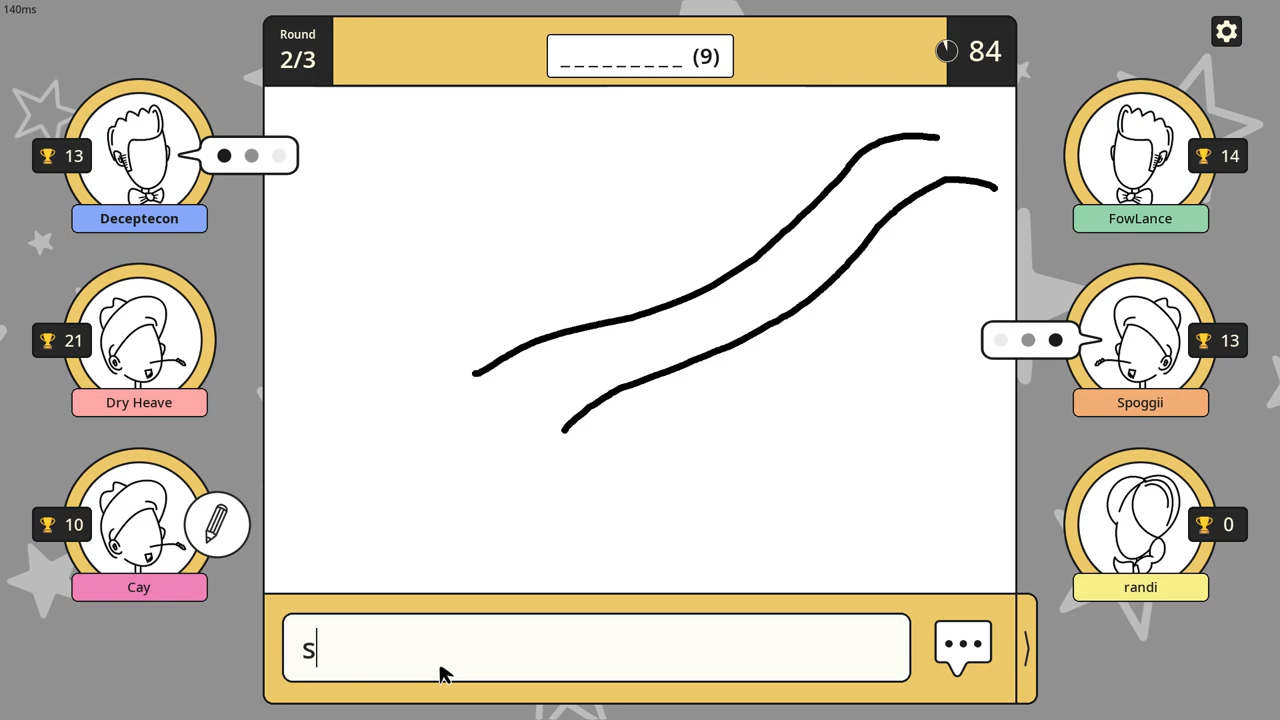 140ms
Round
2/3
_ _ _ _ _ _ _ _ _ (9)
84
13
Deceptecon
14
FowLance
21
Dry Heave
13
Spoggii
10
Cay
0
randi
s